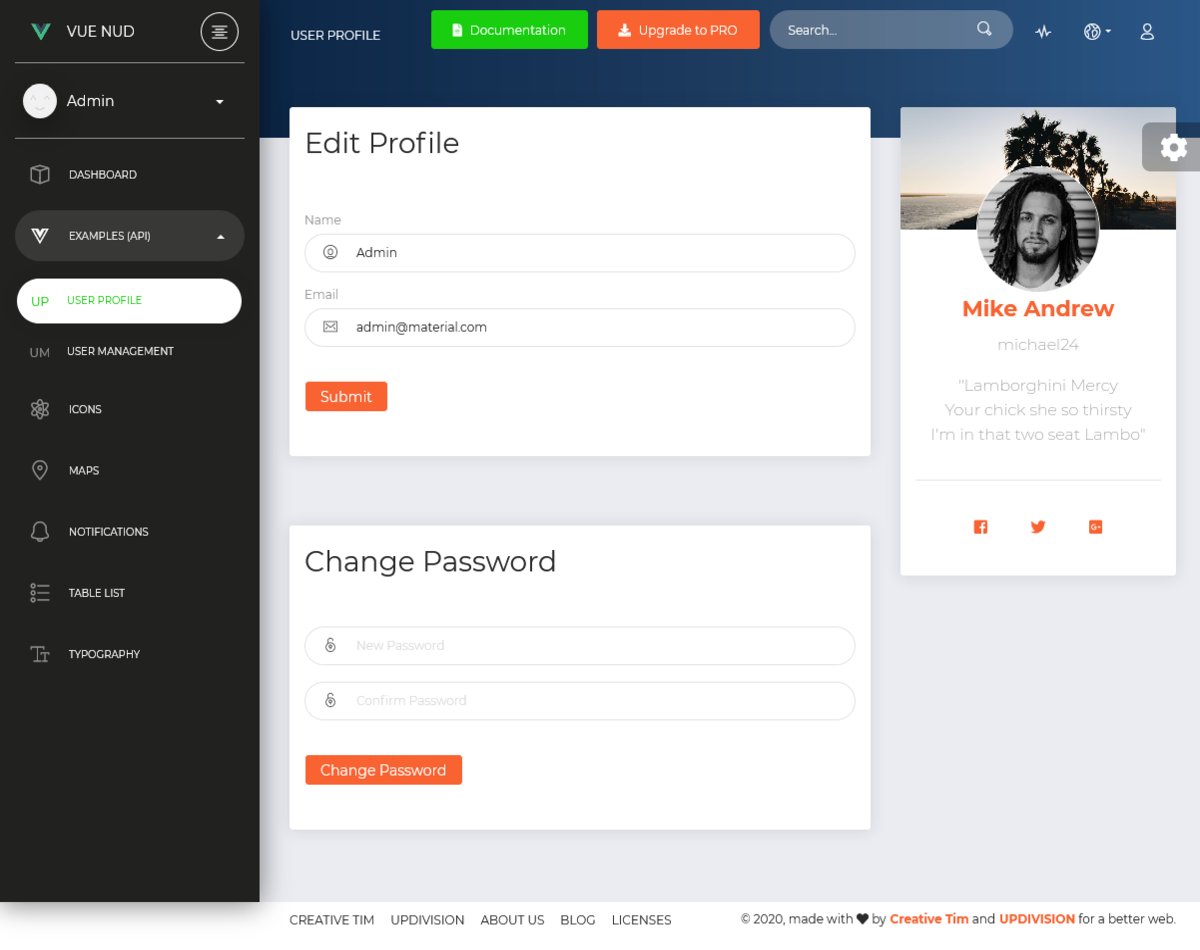 VUE NUD
Admin
DASHBOARD
EXAMPLES (API)
UP USER PROFILE
UM USER MANAGEMENT
ICONS
MAPS
NOTIFICATIONS
TABLE LIST
TYPOGRAPHY
USER PROFILE
Documentation
Upgrade to PRO
Search...
Edit Profile
Name
Admin
Email
admin@material.com
Submit
Change Password
New Password
Confirm Password
Change Password
Mike Andrew
michael24
"Lamborghini Mercy
Your chick she so thirsty
I'm in that two seat Lambo"
CREATIVE TIM ABOUT US BLOG LICENSES
© 2020, made with by Creative Tim and UPDIVISION for a better web.